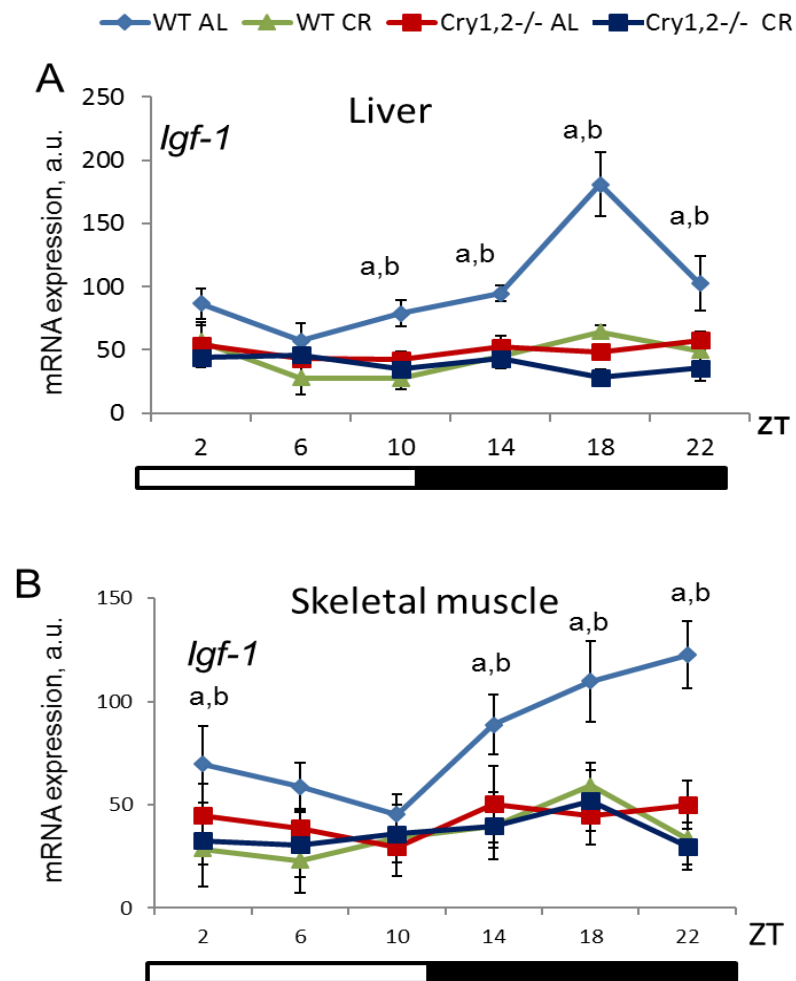 WT AL WT CR Cry1,2-/- AL Cry1,2-/- CR
A
Liver
Igf-1
mRNA expression, a.u.
250
200
150
100
50
0
a,b
a,b
a,b
a,b
2 6 10 14 18 22 ZT
B
Skeletal muscle
Igf-1
mRNA expression, a.u.
150
100
50
0
a,b
a,b
a,b
a,b
2 6 10 14 18 22 ZT